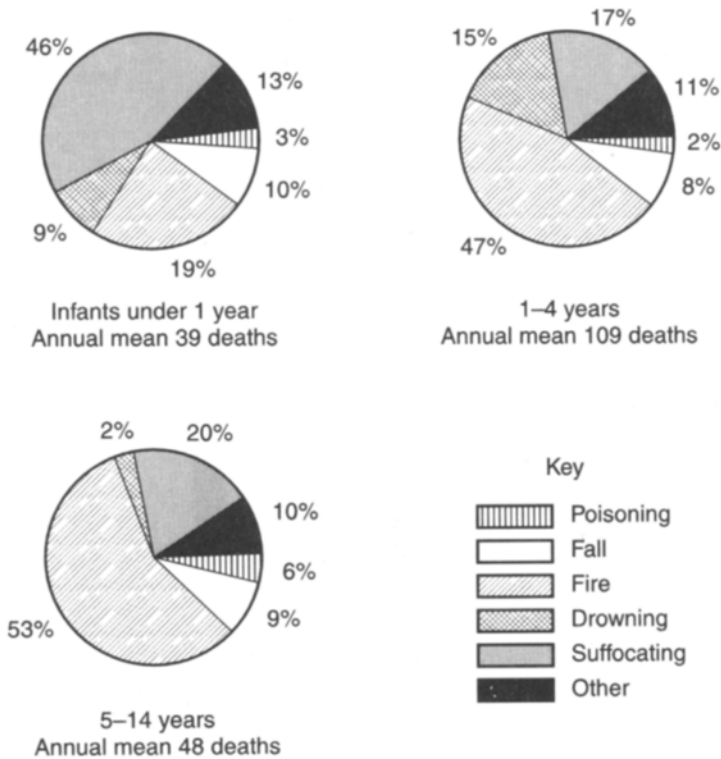 46%
13%
3%
10%
19%
9%
Infants under 1 year
Annual mean 39 deaths
17%
11%
2%
8%
47%
15%
1–4 years
Annual mean 109 deaths
2%
20%
10%
6%
9%
53%
5–14 years
Annual mean 48 deaths
Key
Poisoning
Fall
Fire
Drowning
Suffocating
Other